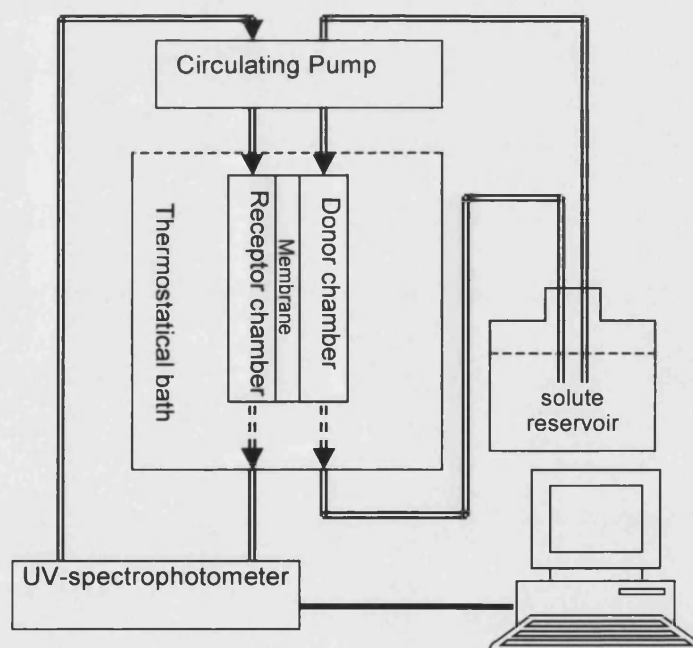 Circulating Pump
Thermostatical bath
Receptor chamber
Membrane
Donor chamber
solute
reservoir
UV-spectrophotometer